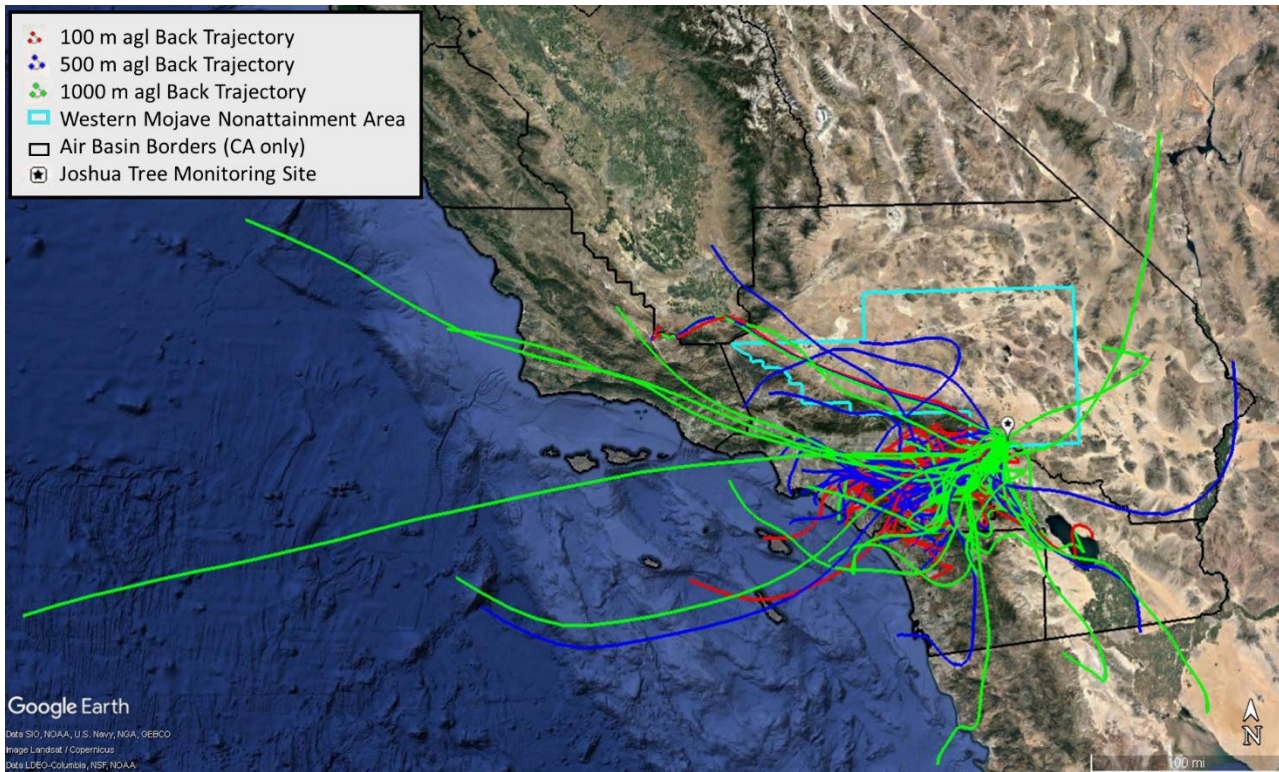 100 m agl Back Trajectory
500 m agl Back Trajectory
1000 m agl Back Trajectory
Western Mojave Nonattainment Area
Air Basin Borders (CA only)
Joshua Tree Monitoring Site
Google Earth
Data SIO, NOAA, U.S. Navy, NGA, GEBCO
Image Landsat / Copernicus
Data LDEO-Columbia, NSF, NOAA
N
100 mi